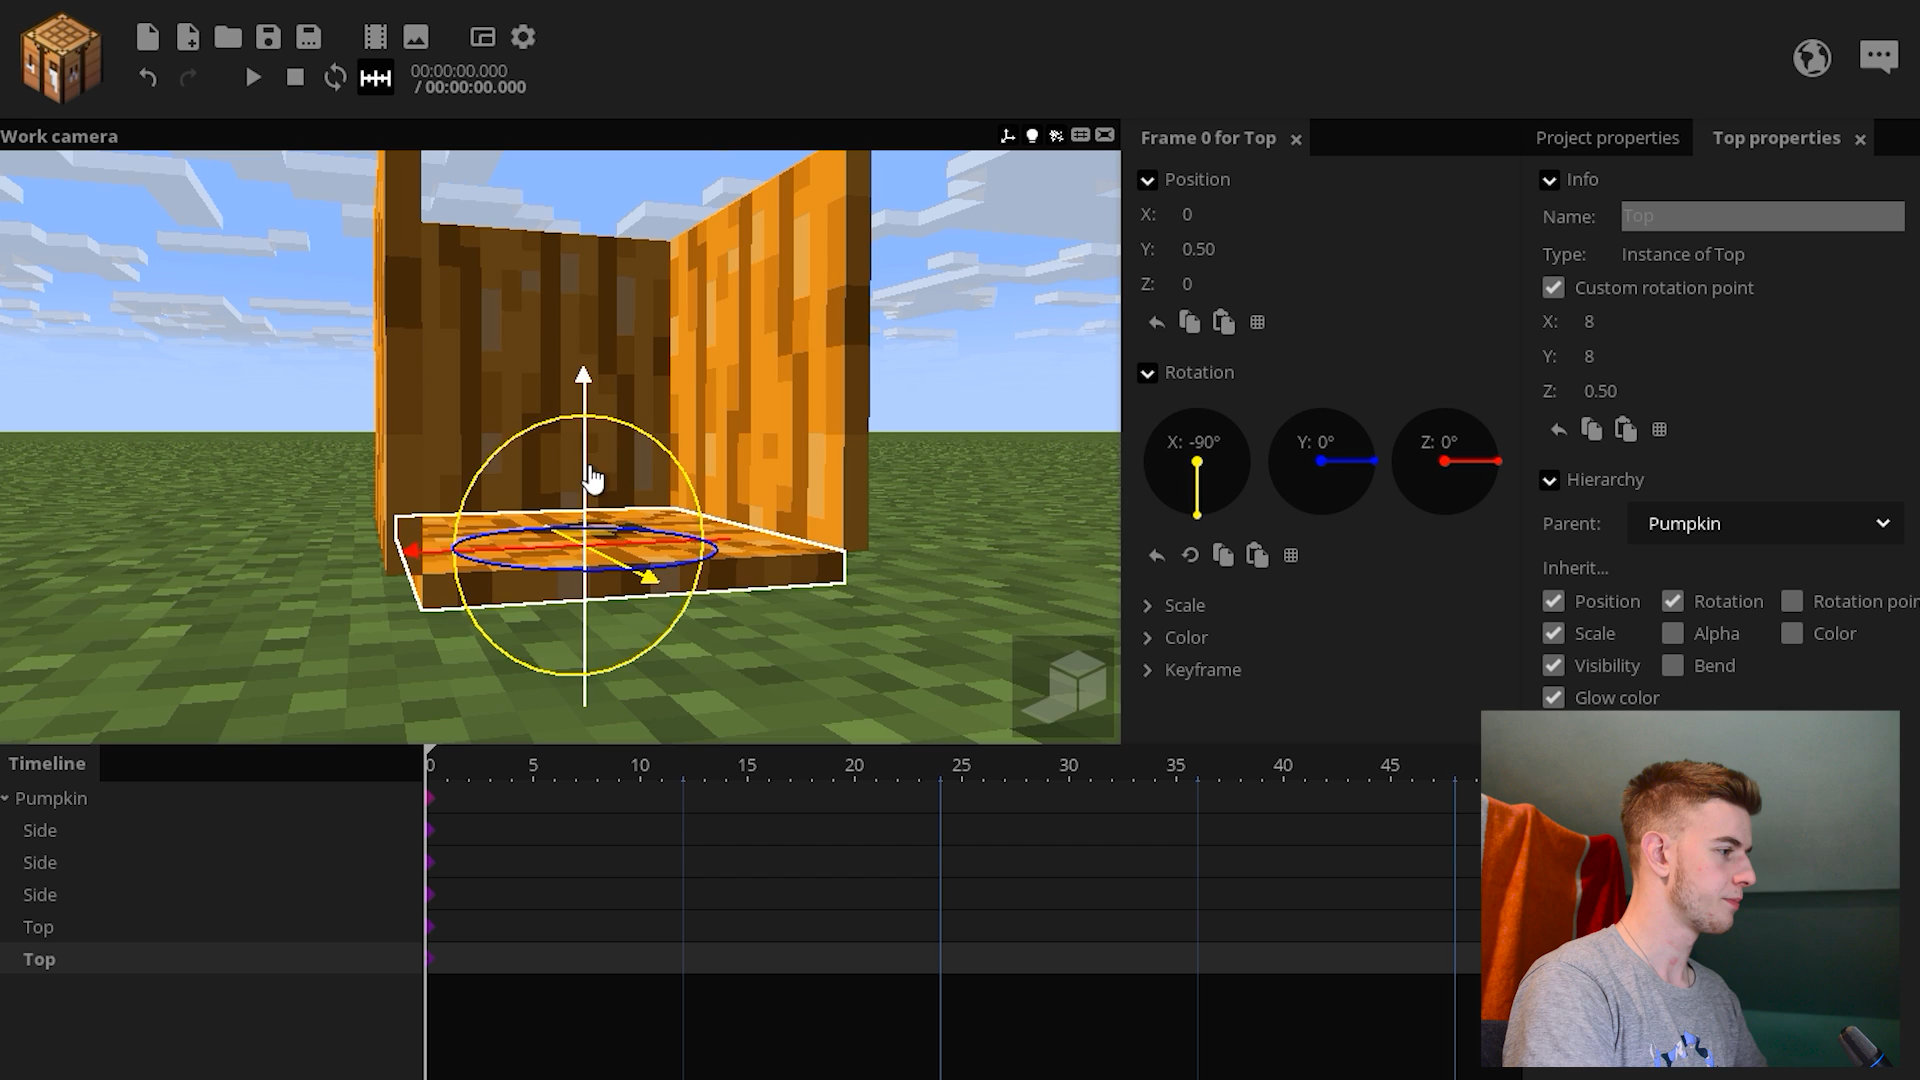 00:00:00.000
/ 00:00:00.000
Work camera
Frame 0 for Top
Position
X: 0
Y: 0.50
Z: 0
Rotation
X: -90°
Y: 0°
Z: 0°
Scale
Color
Keyframe
Project properties
Top properties
Info
Name: Top
Type: Instance of Top
Custom rotation point
X: 8
Y: 8
Z: 0.50
Hierarchy
Parent: Pumpkin
Inherit...
Position Rotation Rotation poin
Scale Alpha Color
Visibility Bend
Glow color
Timeline
0 5 10 15 20 25 30 35 40 45
Pumpkin
Side
Side
Side
Top
Top